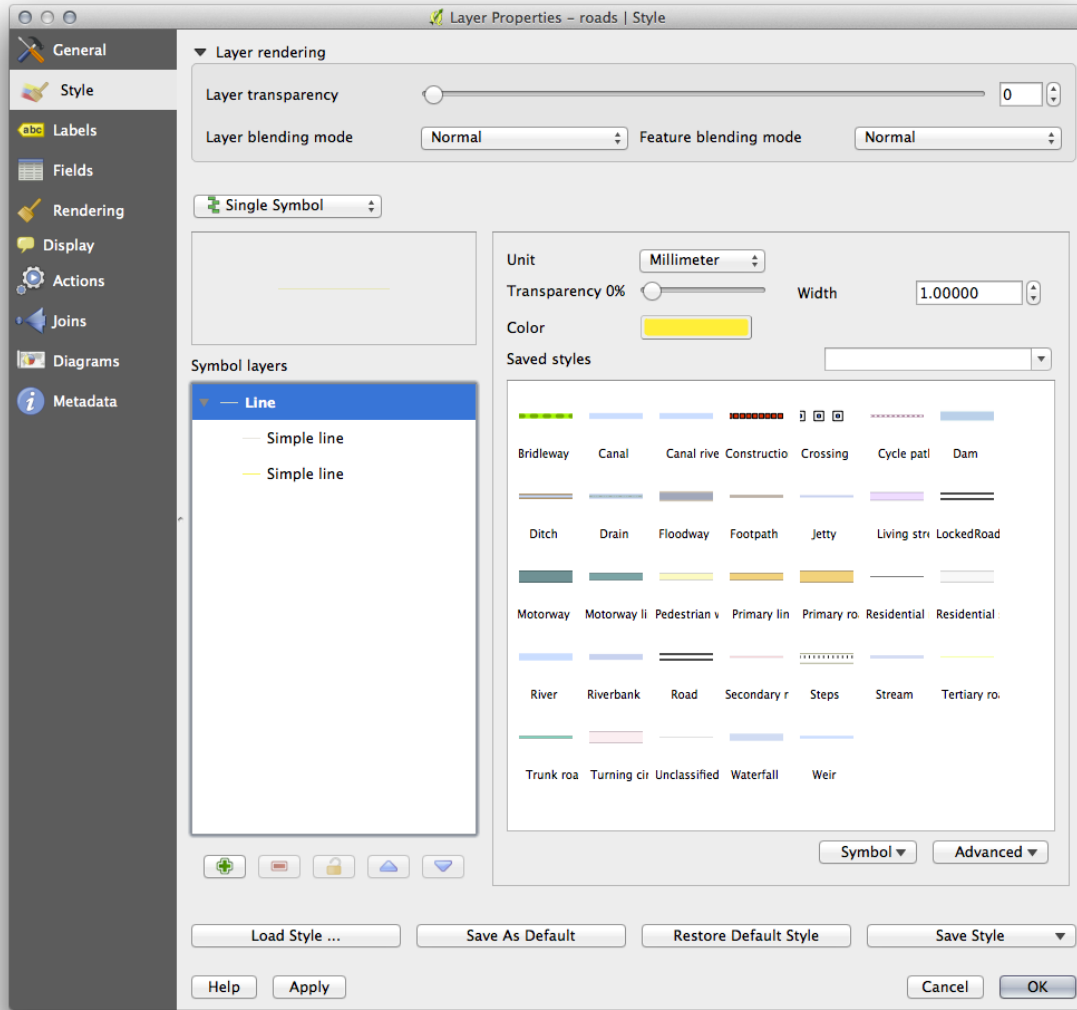 Layer Properties – roads | Style
General
Style
abc Labels
Fields
Rendering
Display
Actions
Joins
Diagrams
Metadata
Layer rendering
Layer transparency 0
Layer blending mode Normal Feature blending mode Normal
Single Symbol
Unit Millimeter
Transparency 0% Width 1.00000
Color
Saved styles
Symbol layers
Line
Simple line
Simple line
Bridleway Canal Canal rive Constructio Crossing Cycle patl Dam
Ditch Drain Floodway Footpath Jetty Living stre LockedRoad
Motorway Motorway li Pedestrian w Primary lin Primary ro Residential Residential
River Riverbank Road Secondary r Steps Stream Tertiary ro
Trunk roa Turning cir Unclassified Waterfall Weir
Symbol Advanced
Load Style ... Save As Default Restore Default Style Save Style
Help Apply Cancel OK